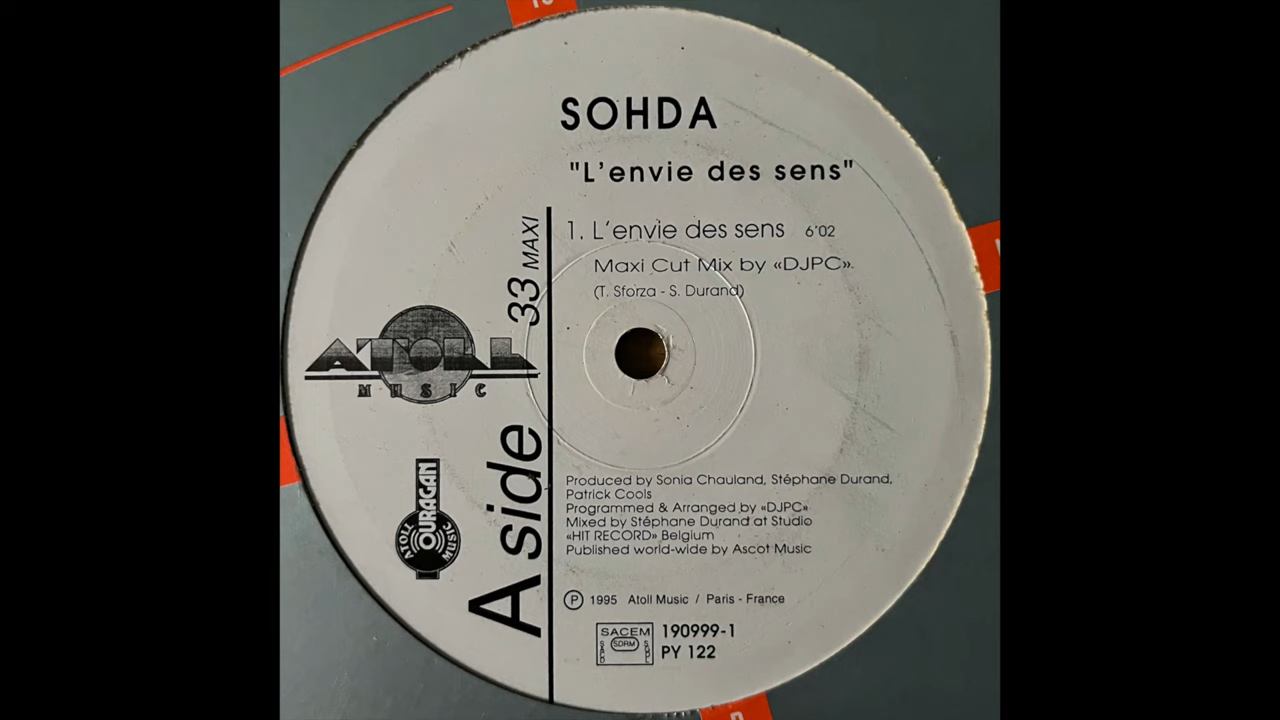 SOHDA
"L'envie des sens"
1. L'envie des sens 6'02
Maxi Cut Mix by «DJPC».
(T. Sforza - S. Durand)
A side 33 MAXI
ATOLL
MUSIC
OURAGAN
ATOLL MUSIC
Produced by Sonia Chauland, Stéphane Durand,
Patrick Cools
Programmed & Arranged by «DJPC»
Mixed by Stéphane Durand at Studio
«HIT RECORD» Belgium
Published world-wide by Ascot Music
Ⓟ 1995 Atoll Music / Paris - France
SACEM
SDRM
190999-1
PY 122